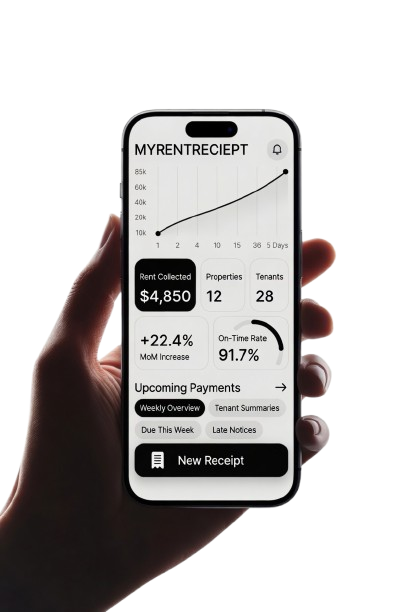 MYRENTRECIEPT
85k
60k
40k
20k
10k
1 2 4 10 15 36 5 Days
Rent Collected
$4,850
Properties
12
Tenants
28
+22.4%
MoM Increase
On-Time Rate
91.7%
Upcoming Payments
Weekly Overview
Tenant Summaries
Due This Week
Late Notices
New Receipt